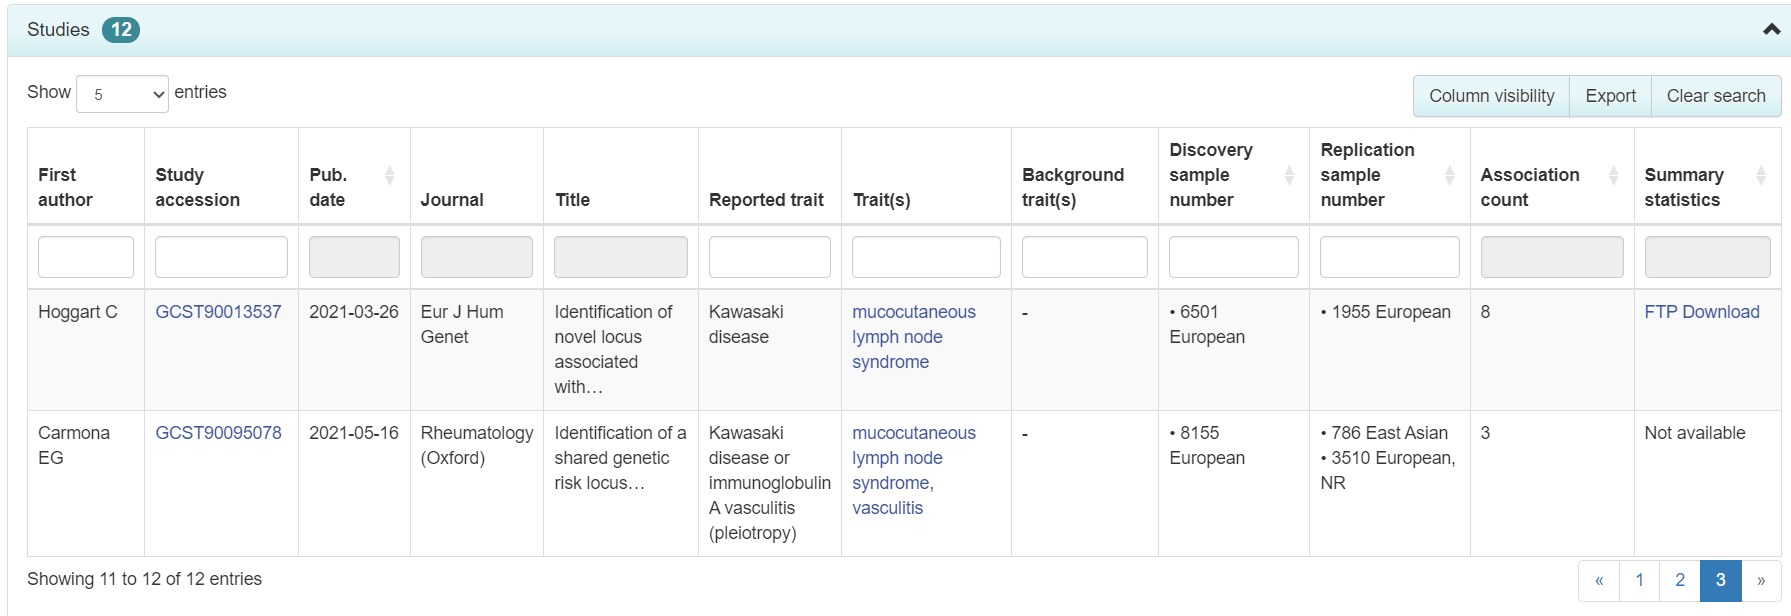 Studies 12
Show 5 entries
Column visibility Export Clear search
First author
Study accession
Pub. date
Journal
Title
Reported trait
Trait(s)
Background trait(s)
Discovery sample number
Replication sample number
Association count
Summary statistics
Hoggart C
GCST90013537
2021-03-26
Eur J Hum
Genet
Identification of
novel locus
associated
with…
Kawasaki
disease
mucocutaneous
lymph node
syndrome
-
• 6501
European
• 1955 European
8
FTP Download
Carmona
EG
GCST90095078
2021-05-16
Rheumatology
(Oxford)
Identification of a
shared genetic
risk locus…
Kawasaki
disease or
immunoglobulin
A vasculitis
(pleiotropy)
mucocutaneous
lymph node
syndrome,
vasculitis
-
• 8155
European
• 786 East Asian
• 3510 European,
NR
3
Not available
Showing 11 to 12 of 12 entries
« 1 2 3 »